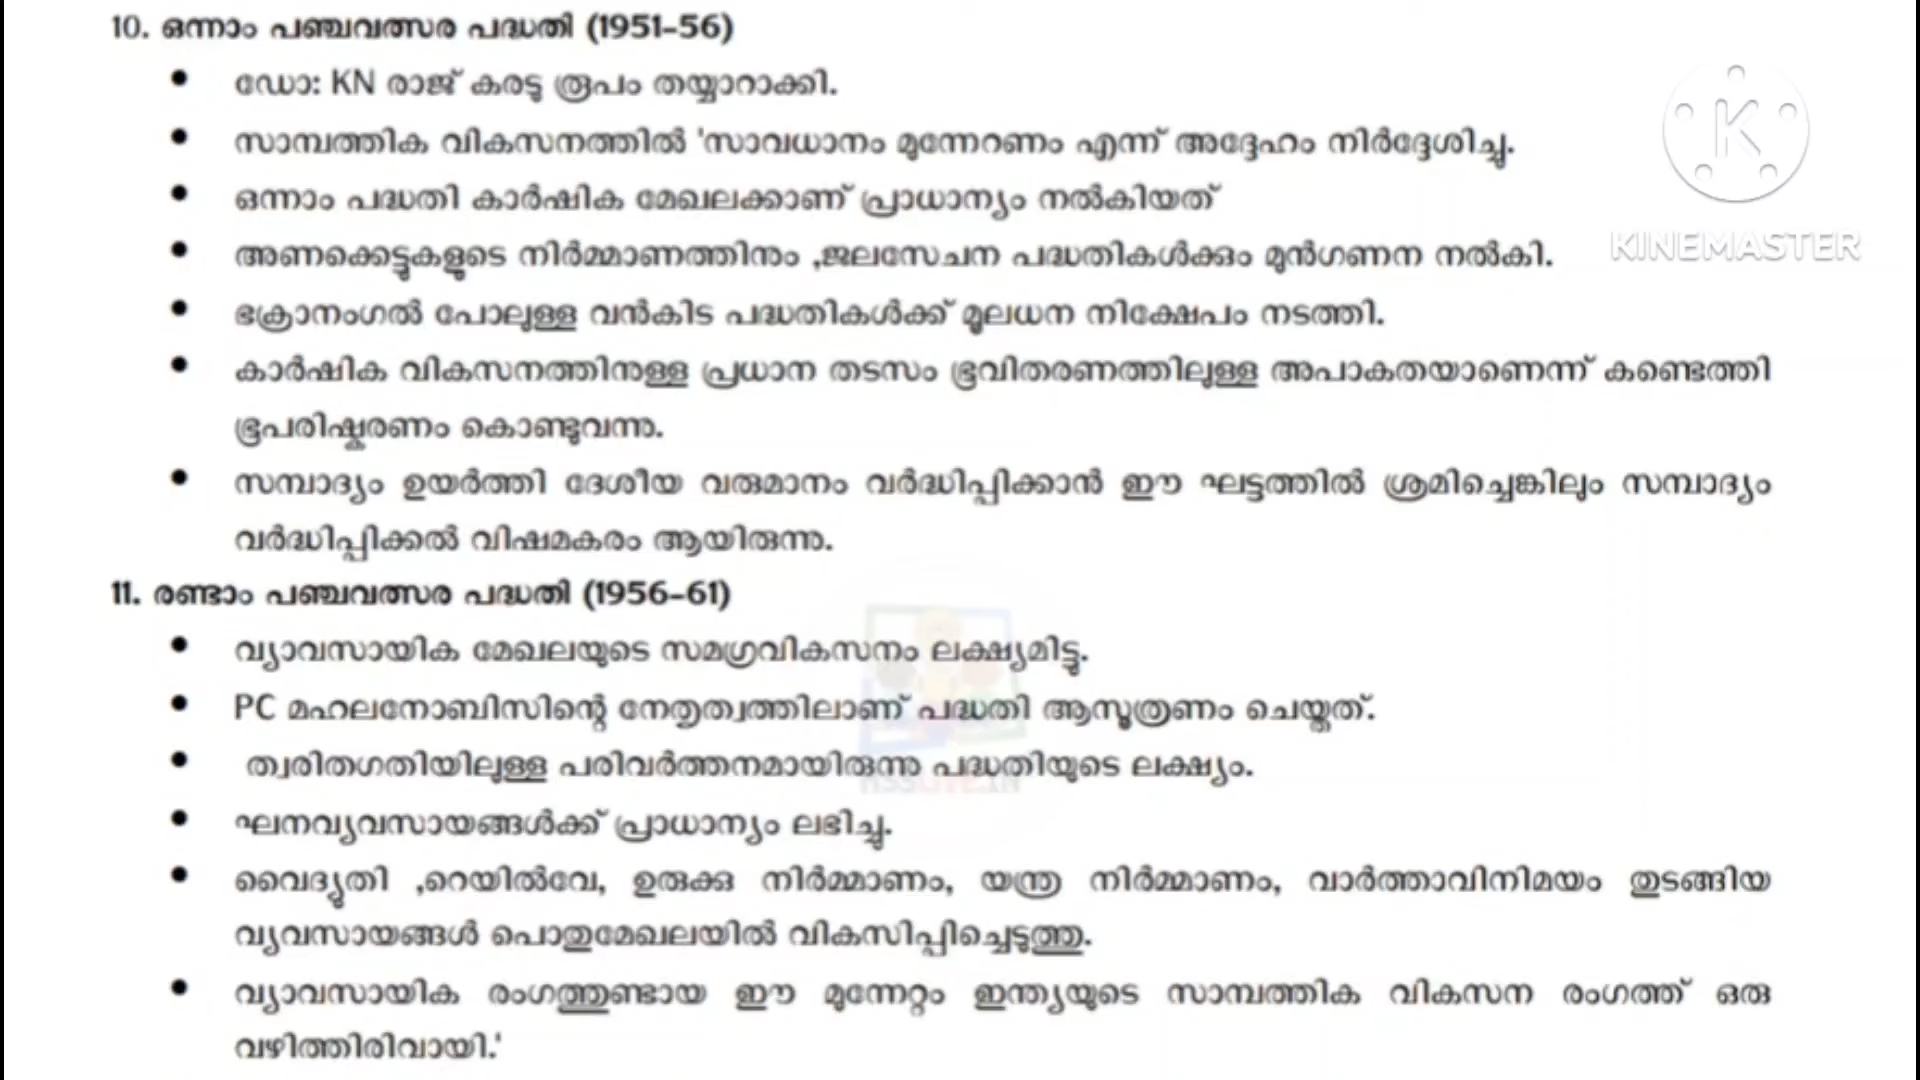 10. ഒന്നാം പഞ്ചവത്സര പദ്ധതി (1951-56)
● ഡോ: KN രാജ് കരടു രൂപം തയ്യാറാക്കി.
● സാമ്പത്തിക വികസനത്തിൽ 'സാവധാനം മുന്നേറണം എന്ന് അദ്ദേഹം നിർദ്ദേശിച്ചു.
● ഒന്നാം പദ്ധതി കാർഷിക മേഖലക്കാണ് പ്രാധാന്യം നൽകിയത്
● അണക്കെട്ടുകളുടെ നിർമ്മാണത്തിനും ,ജലസേചന പദ്ധതികൾക്കും മുൻഗണന നൽകി.
● ഭക്രാനംഗൽ പോലുള്ള വൻകിട പദ്ധതികൾക്ക് മൂലധന നിക്ഷേപം നടത്തി.
● കാർഷിക വികസനത്തിനുള്ള പ്രധാന തടസം ഭൂവിതരണത്തിലുള്ള അപാകതയാണെന്ന് കണ്ടെത്തി
ഭൂപരിഷ്കരണം കൊണ്ടുവന്നു.
● സമ്പാദ്യം ഉയർത്തി ദേശീയ വരുമാനം വർദ്ധിപ്പിക്കാൻ ഈ ഘട്ടത്തിൽ ശ്രമിച്ചെങ്കിലും സമ്പാദ്യം
വർദ്ധിപ്പിക്കൽ വിഷമകരം ആയിരുന്നു.
11. രണ്ടാം പഞ്ചവത്സര പദ്ധതി (1956-61)
● വ്യാവസായിക മേഖലയുടെ സമഗ്രവികസനം ലക്ഷ്യമിട്ടു.
● PC മഹലനോബിസിന്റെ നേതൃത്വത്തിലാണ് പദ്ധതി ആസൂത്രണം ചെയ്തത്.
● ത്വരിതഗതിയിലുള്ള പരിവർത്തനമായിരുന്നു പദ്ധതിയുടെ ലക്ഷ്യം.
● ഘനവ്യവസായങ്ങൾക്ക് പ്രാധാന്യം ലഭിച്ചു.
● വൈദ്യുതി ,റെയിൽവേ, ഉരുക്കു നിർമ്മാണം, യന്ത്ര നിർമ്മാണം, വാർത്താവിനിമയം തുടങ്ങിയ
വ്യവസായങ്ങൾ പൊതുമേഖലയിൽ വികസിപ്പിച്ചെടുത്തു.
● വ്യാവസായിക രംഗത്തുണ്ടായ ഈ മുന്നേറ്റം ഇന്ത്യയുടെ സാമ്പത്തിക വികസന രംഗത്ത് ഒരു
വഴിത്തിരിവായി.'
K
KINEMASTER
HSSLIVE.IN